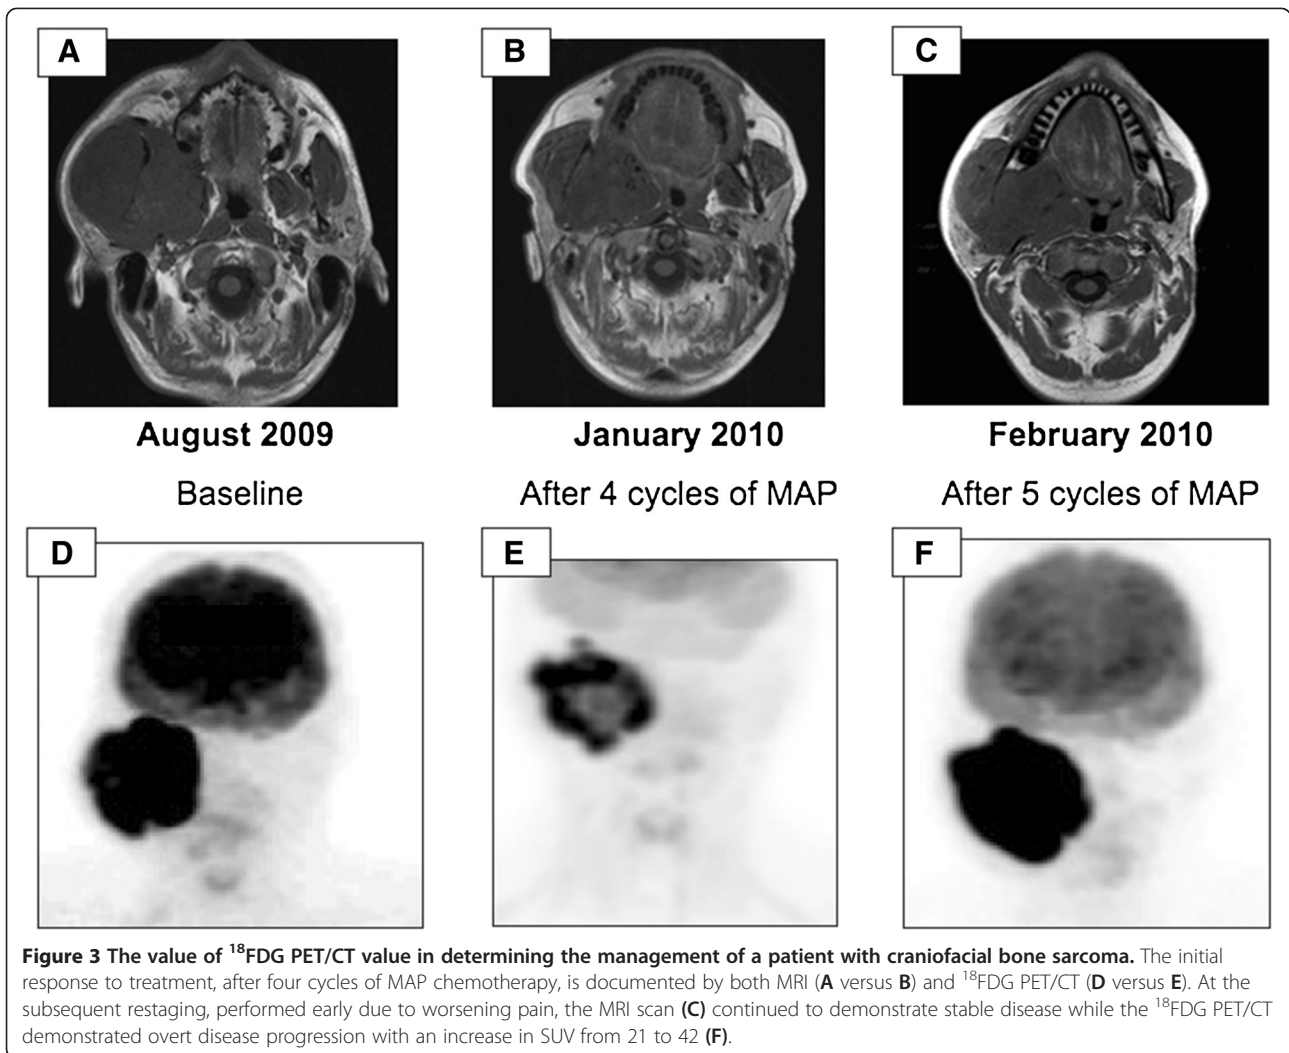 A
B
C
August 2009
January 2010
February 2010
Baseline
After 4 cycles of MAP
After 5 cycles of MAP
D
E
F
Figure 3 The value of ¹⁸FDG PET/CT value in determining the management of a patient with craniofacial bone sarcoma. The initial
response to treatment, after four cycles of MAP chemotherapy, is documented by both MRI (A versus B) and ¹⁸FDG PET/CT (D versus E). At the
subsequent restaging, performed early due to worsening pain, the MRI scan (C) continued to demonstrate stable disease while the ¹⁸FDG PET/CT
demonstrated overt disease progression with an increase in SUV from 21 to 42 (F).